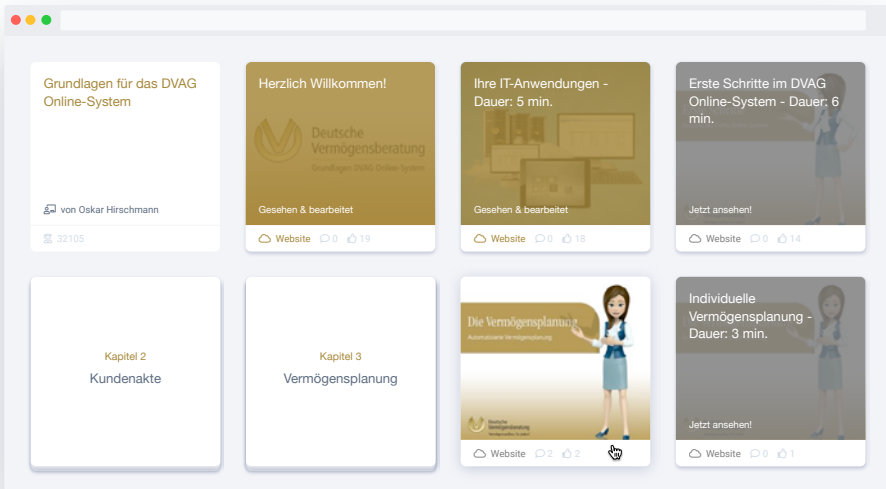 Grundlagen für das DVAG
Online-System
von Oskar Hirschmann
32105
Herzlich Willkommen!
Deutsche
Vermögensberatung
Grundlagen DVAG Online-System
Gesehen & bearbeitet
Website 0 19
Ihre IT-Anwendungen -
Dauer: 5 min.
Gesehen & bearbeitet
Website 0 18
Erste Schritte im DVAG
Online-System - Dauer: 6
min.
Jetzt ansehen!
Website 0 14
Kapitel 2
Kundenakte
Kapitel 3
Vermögensplanung
Die Vermögensplanung
Automatisierte Vermögensplanung
Deutsche
Vermögensberatung
Website 2 2
Individuelle
Vermögensplanung -
Dauer: 3 min.
Jetzt ansehen!
Website 0 1